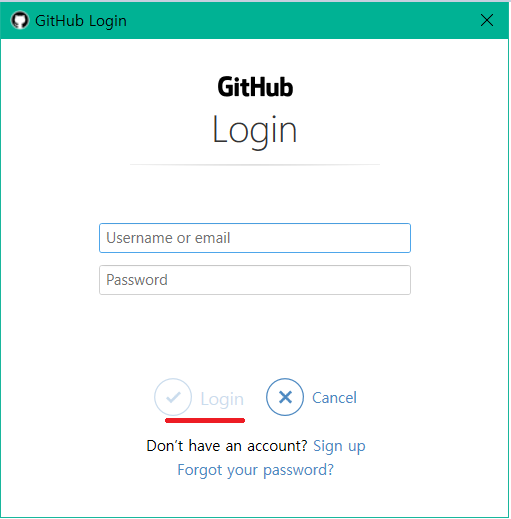 GitHub Login
GitHub
Login
Username or email
Password
Login Cancel
Don't have an account? Sign up
Forgot your password?